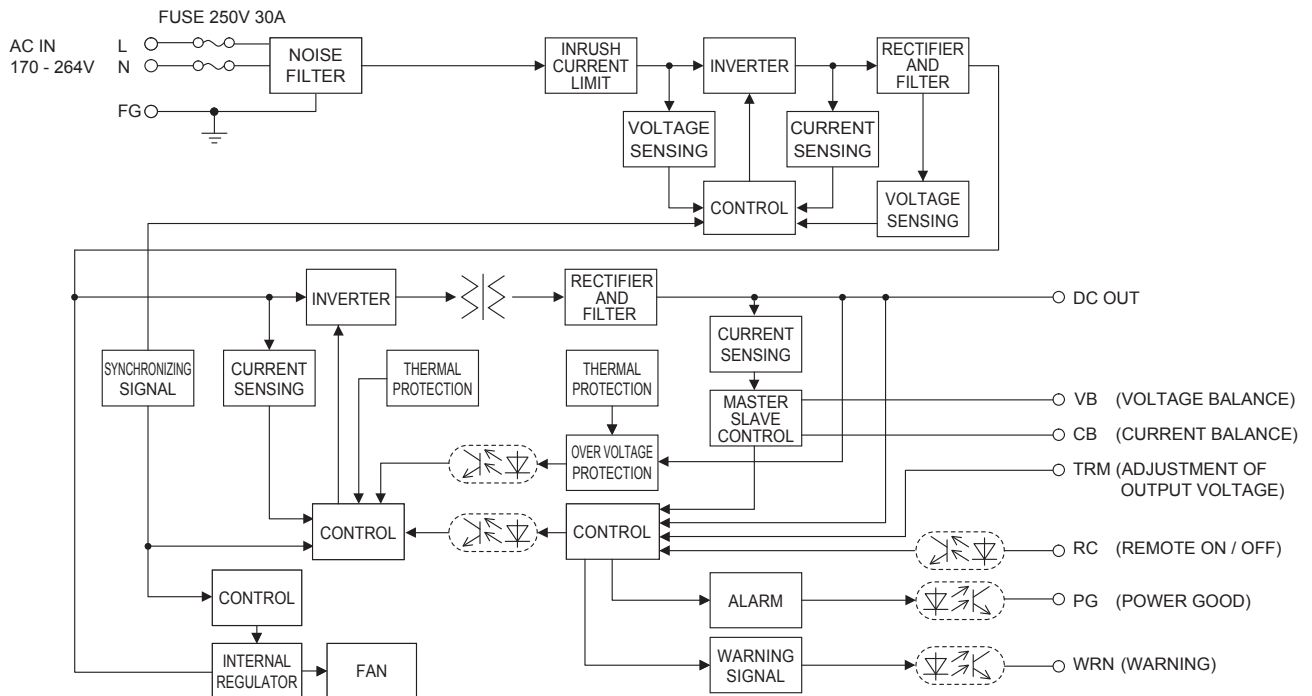 FUSE 250V 30A
AC IN
170 - 264V
L
N
FG
NOISE
FILTER
INRUSH
CURRENT
LIMIT
INVERTER
RECTIFIER
AND
FILTER
VOLTAGE
SENSING
CURRENT
SENSING
CONTROL
VOLTAGE
SENSING
INVERTER
RECTIFIER
AND
FILTER
DC OUT
SYNCHRONIZING
SIGNAL
CURRENT
SENSING
THERMAL
PROTECTION
THERMAL
PROTECTION
CURRENT
SENSING
MASTER
SLAVE
CONTROL
VB (VOLTAGE BALANCE)
CB (CURRENT BALANCE)
OVER VOLTAGE
PROTECTION
TRM (ADJUSTMENT OF
OUTPUT VOLTAGE)
CONTROL
CONTROL
RC (REMOTE ON / OFF)
CONTROL
ALARM
PG (POWER GOOD)
INTERNAL
REGULATOR
FAN
WARNING
SIGNAL
WRN (WARNING)